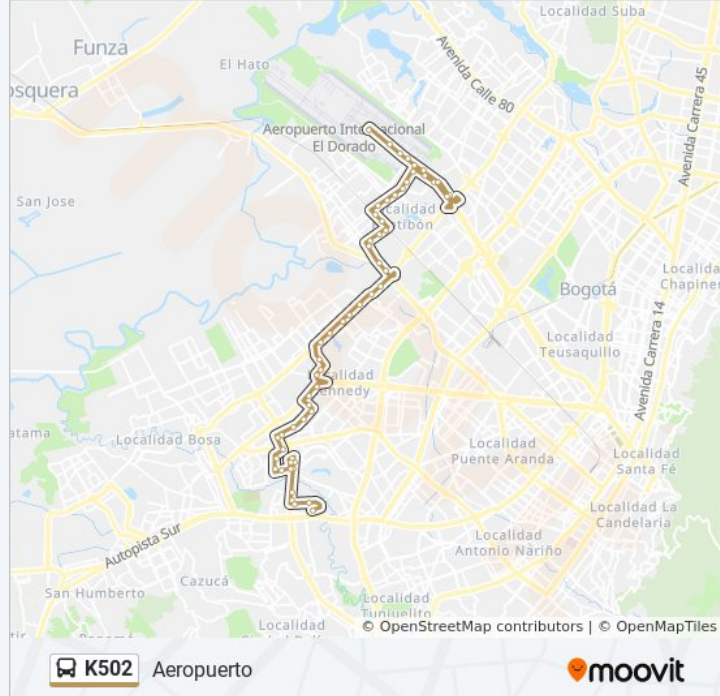 Localidad Suba
Funza
El Hato
Avenida Calle 80
osquera
Avenida Carrera 45
Aeropuerto Internacional
El Dorado
San Jose
Localidad
Fontibón
Localidad
Chapinero
Bogotá
Localidad
Teusaquillo
Avenida Carrera 14
Localidad
Kennedy
atama
Localidad Bosa
Localidad
Puente Aranda
Localidad
Santa Fé
Localidad La
Candelaria
Autopista Sur
Localidad
Antonio Nariño
Cazucá
San Humberto
Localidad
Tunjuelito
Localidad
© OpenStreetMap contributors | © OpenMapTiles
K502 Aeropuerto
moovit